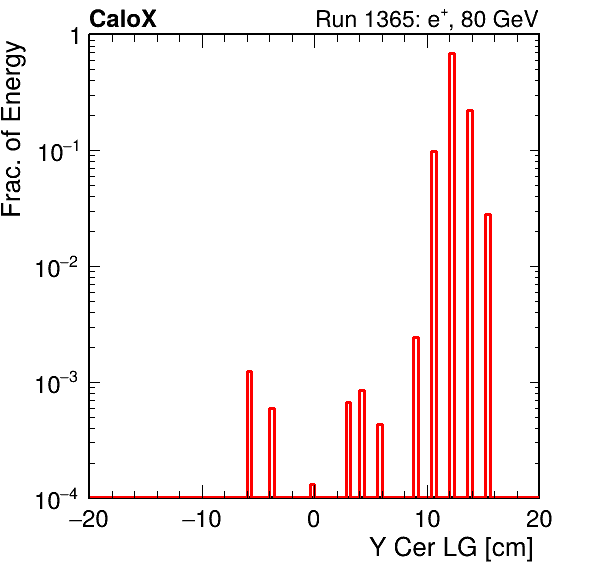 CaloX Run 1365: e⁺, 80 GeV
Frac. of Energy
1
10⁻¹
10⁻²
10⁻³
10⁻⁴
−20 −10 0 10 20
Y Cer LG [cm]